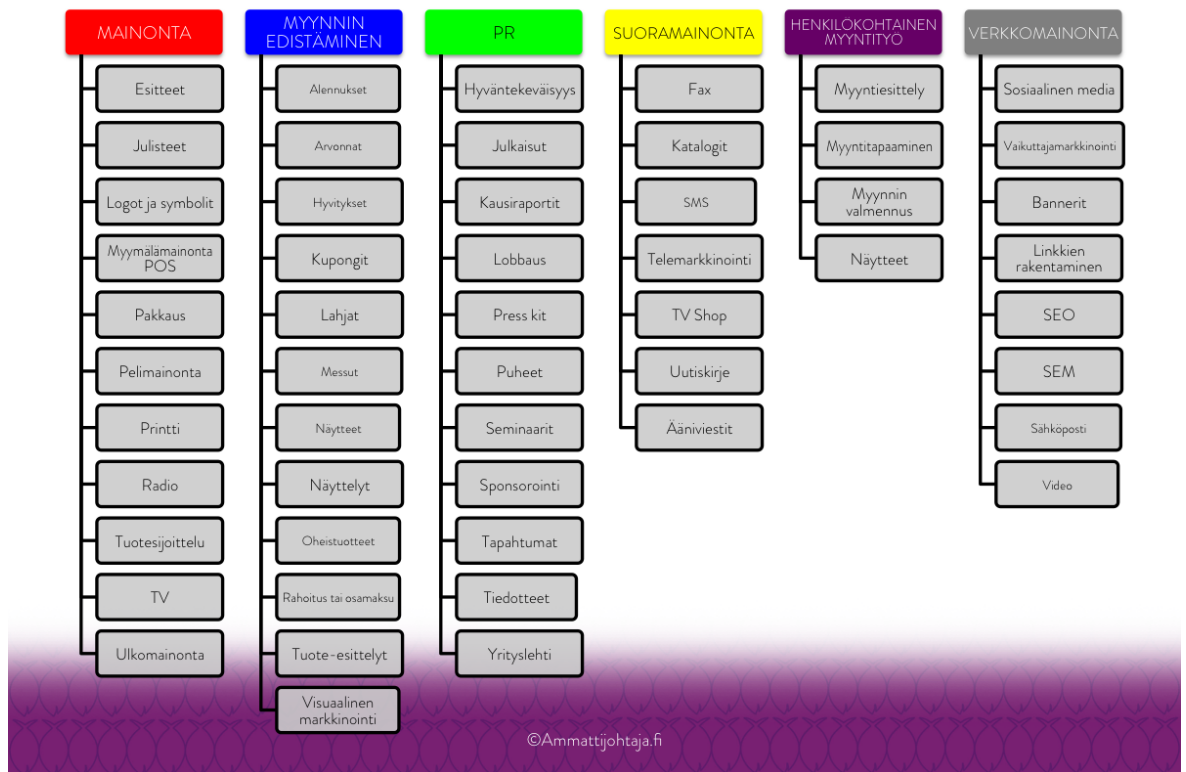 MAINONTA
Esitteet
Julisteet
Logot ja symbolit
Myymälämainonta
POS
Pakkaus
Pelimainonta
Printti
Radio
Tuotesijoittelu
TV
Ulkomainonta
MYYNNIN
EDISTÄMINEN
Alennukset
Arvonnat
Hyvitykset
Kupongit
Lahjat
Messut
Näytteet
Näyttelyt
Oheistuotteet
Rahoitus tai osamaksu
Tuote-esittelyt
Visuaalinen
markkinointi
PR
Hyväntekeväisyys
Julkaisut
Kausiraportit
Lobbaus
Press kit
Puheet
Seminaarit
Sponsorointi
Tapahtumat
Tiedotteet
Yrityslehti
SUORAMAINONTA
Fax
Katalogit
SMS
Telemarkkinointi
TV Shop
Uutiskirje
Ääniviestit
HENKILÖKOHTAINEN
MYYNTITYÖ
Myyntiesittely
Myyntitapaaminen
Myynnin
valmennus
Näytteet
VERKKOMAINONTA
Sosiaalinen media
Vaikuttajamarkkinointi
Bannerit
Linkkien
rakentaminen
SEO
SEM
Sähköposti
Video
©Ammattijohtaja.fi